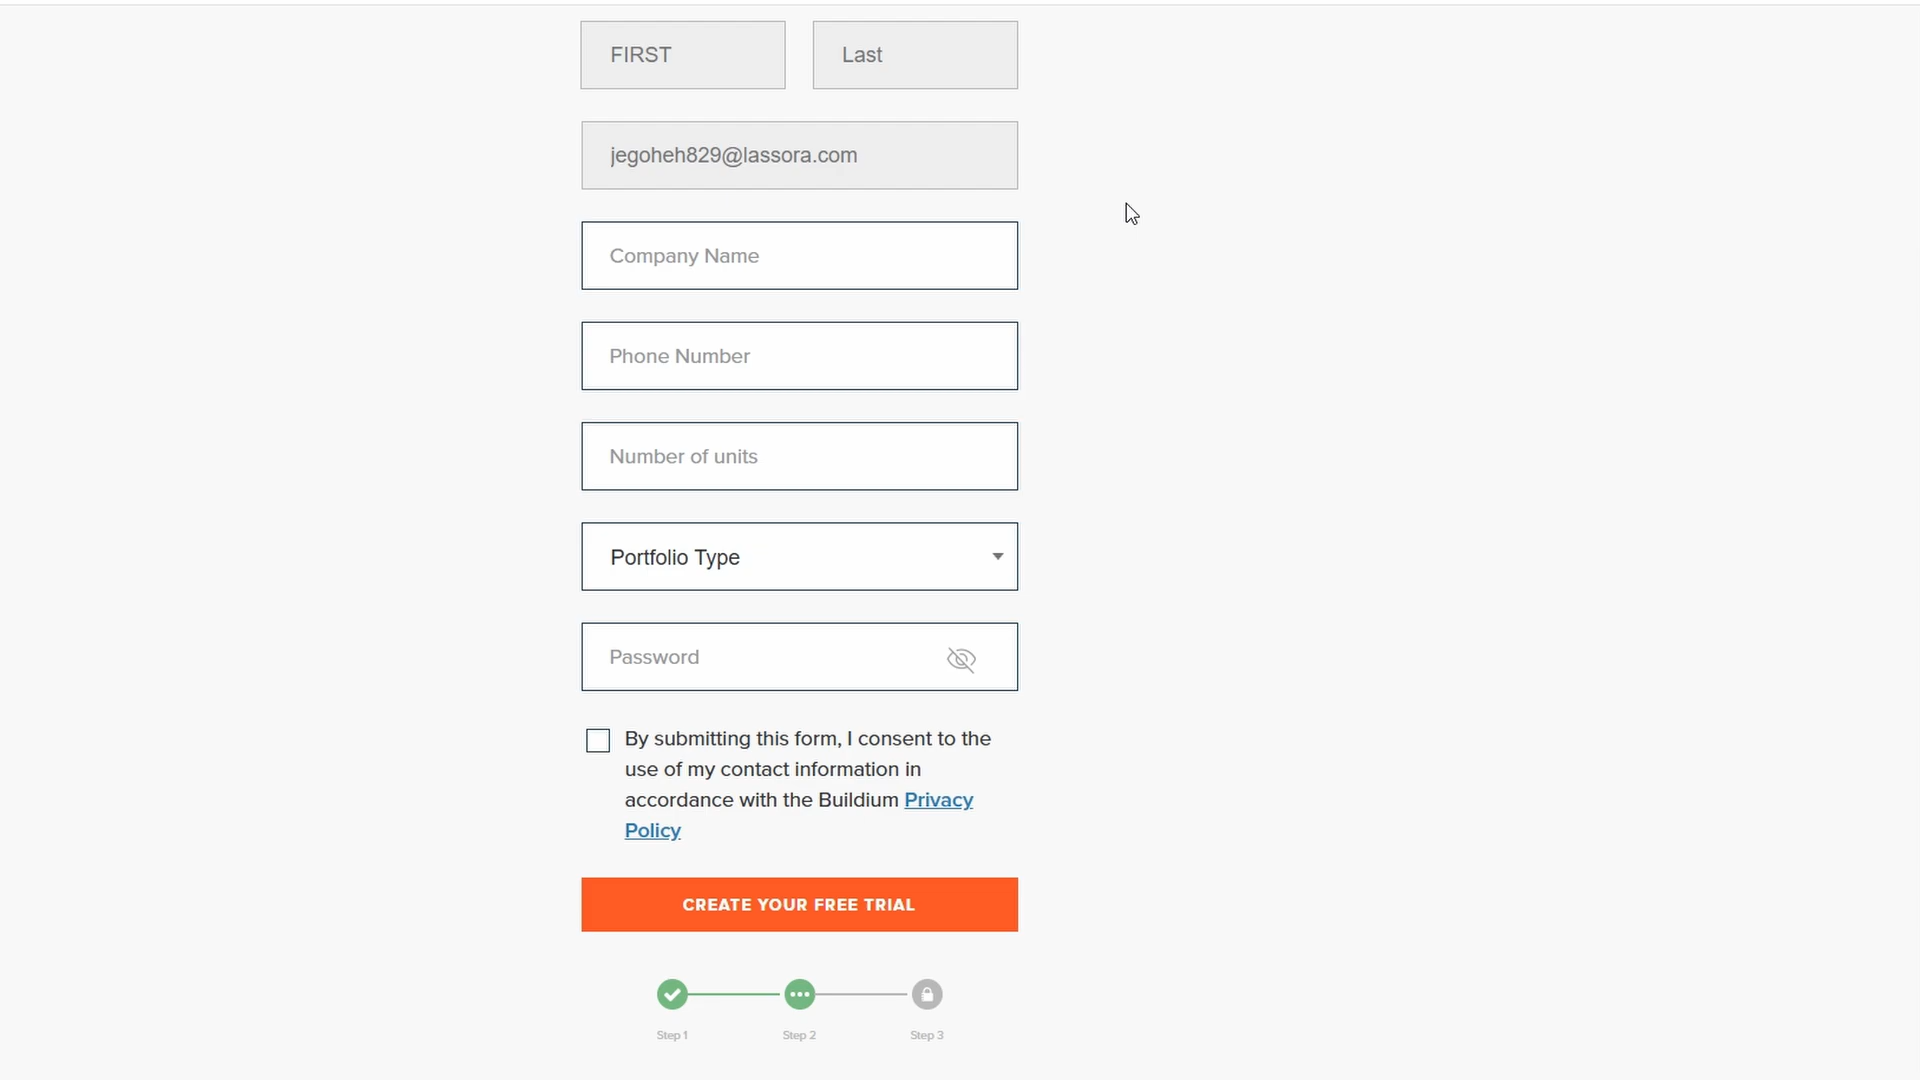 FIRST
Last
jegoheh829@lassora.com
Company Name
Phone Number
Number of units
Portfolio Type
Password
By submitting this form, I consent to the
use of my contact information in
accordance with the Buildium Privacy
Policy
CREATE YOUR FREE TRIAL
Step 1
Step 2
Step 3